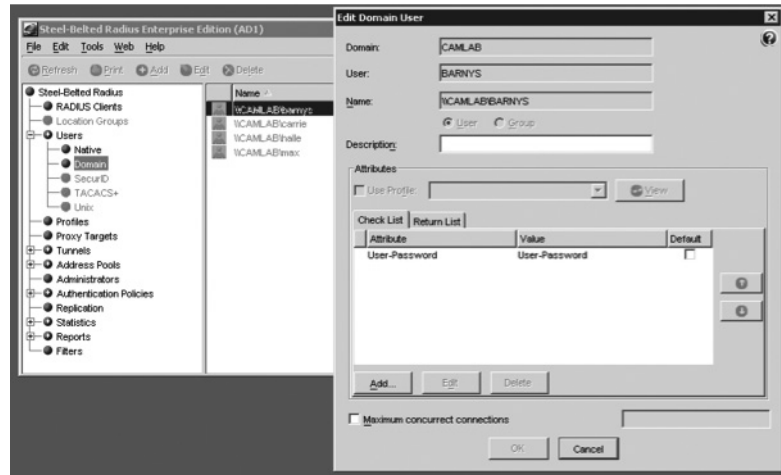 Steel-Belted Radius Enterprise Edition (AD1)
File Edit Tools Web Help
Refresh Print Add Edit Delete
Steel-Belted Radius
RADIUS Clients
Location Groups
Users
Native
Domain
SecurID
TACACS+
Unix
Profiles
Proxy Targets
Tunnels
Address Pools
Administrators
Authentication Policies
Replication
Statistics
Reports
Filters
Name
\\CAMLAB\barnys
\\CAMLAB\carrie
\\CAMLAB\halle
\\CAMLAB\max
Edit Domain User
Domain: CAMLAB
User: BARNYS
Name: \\CAMLAB\BARNYS
User Group
Description:
Attributes
Use Profile: View
Check List Return List
Attribute Value Default
User-Password User-Password
Add... Edit Delete
Maximum concurrect connections
OK Cancel